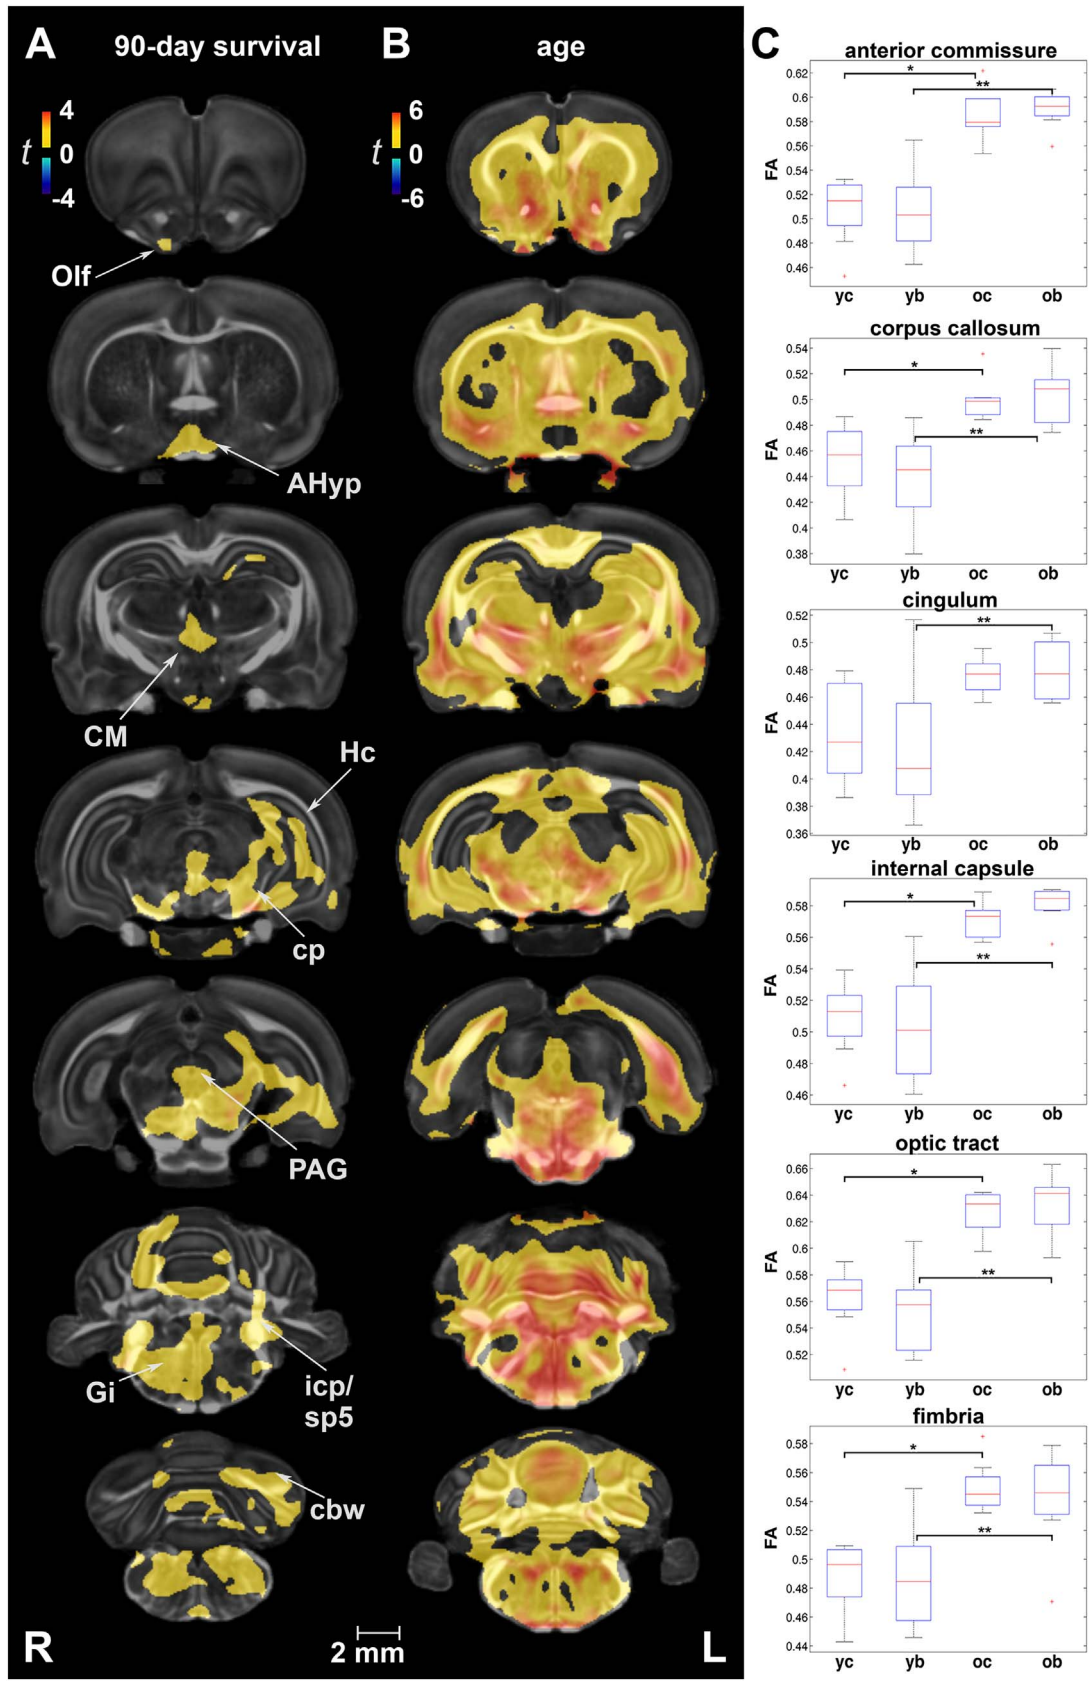 A 90-day survival B age C
4
t 0
-4
6
t 0
-6
Olf
AHyp
CM
Hc
cp
PAG
Gi
icp/
sp5
cbw
R 2 mm L
anterior commissure
*
**
FA
0.62
0.6
0.58
0.56
0.54
0.52
0.5
0.48
0.46
yc yb oc ob
corpus callosum
*
**
FA
0.54
0.52
0.5
0.48
0.46
0.44
0.42
0.4
0.38
yc yb oc ob
cingulum
**
FA
0.52
0.5
0.48
0.46
0.44
0.42
0.4
0.38
0.36
yc yb oc ob
internal capsule
*
**
FA
0.58
0.56
0.54
0.52
0.5
0.48
0.46
yc yb oc ob
optic tract
*
**
FA
0.66
0.64
0.62
0.6
0.58
0.56
0.54
0.52
yc yb oc ob
fimbria
*
**
FA
0.58
0.56
0.54
0.52
0.5
0.48
0.46
0.44
yc yb oc ob